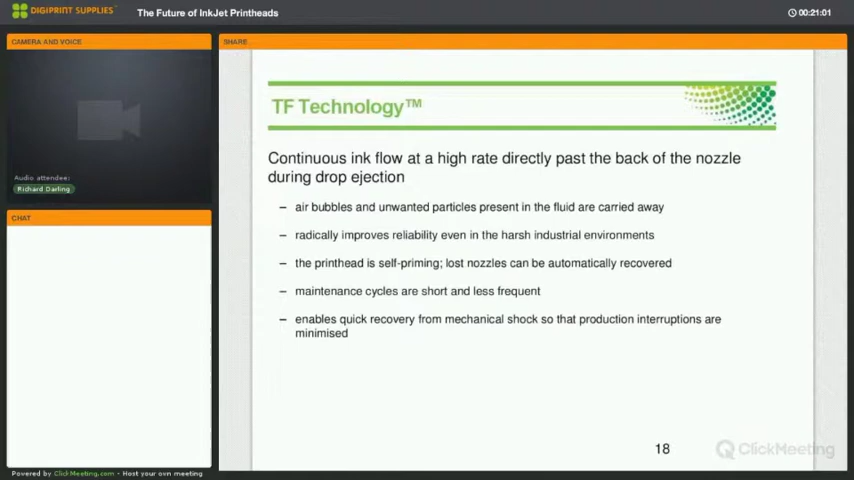 DIGIPRINT SUPPLIES
The Future of InkJet Printheads
00:21:01
CAMERA AND VOICE
Audio attendee:
Richard Darling
CHAT
SHARE
TF Technology™
Continuous ink flow at a high rate directly past the back of the nozzle
during drop ejection
– air bubbles and unwanted particles present in the fluid are carried away
– radically improves reliability even in the harsh industrial environments
– the printhead is self-priming; lost nozzles can be automatically recovered
– maintenance cycles are short and less frequent
– enables quick recovery from mechanical shock so that production interruptions are
minimised
18
ClickMeeting
Powered by ClickMeeting.com • Host your own meeting